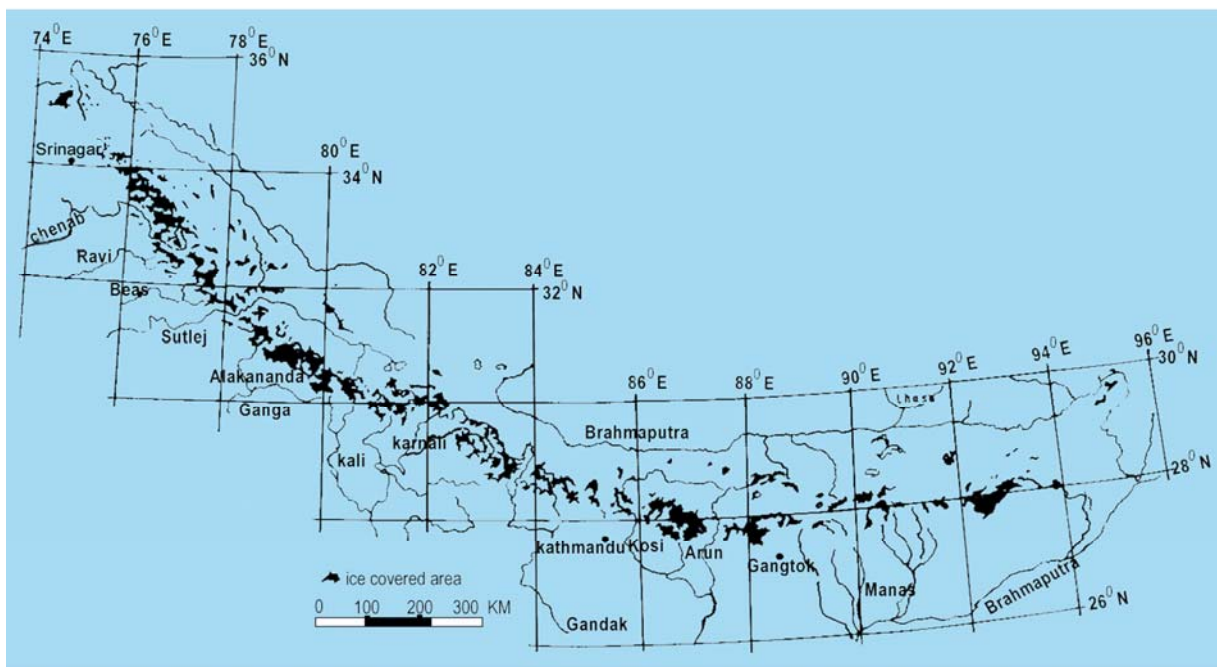 74⁰E
76⁰E
78⁰E
36⁰N
Srinagar
80⁰E
34⁰N
chenab
Ravi
Beas
82⁰E
84⁰E
32⁰N
Sutlej
Alakananda
Ganga
karnali
kali
Brahmaputra
86⁰E
88⁰E
90⁰E
92⁰E
94⁰E
96⁰E
30⁰N
Lhasa
28⁰N
kathmandu
Kosi
Arun
Gangtok
Manas
Brahmaputra
26⁰N
Gandak
ice covered area
0 100 200 300 KM